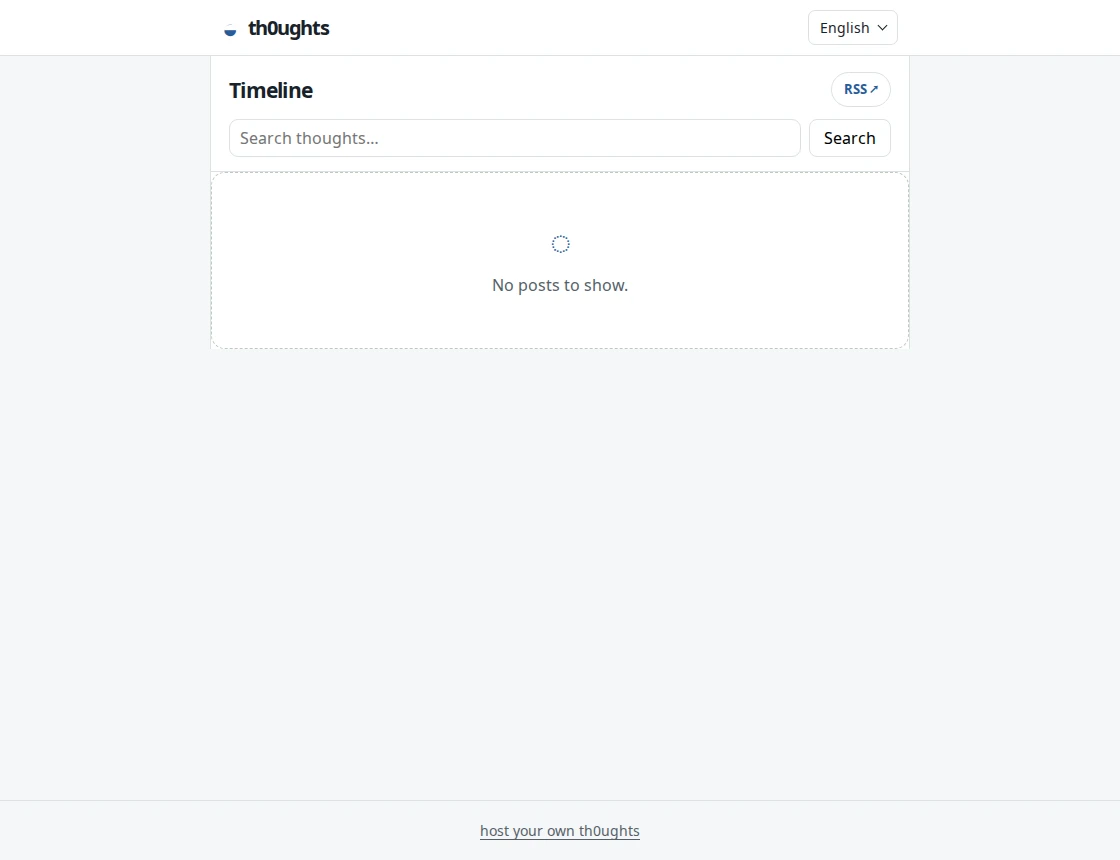 th0ughts
English
Timeline
RSS↗
Search thoughts...
Search
No posts to show.
host your own th0ughts